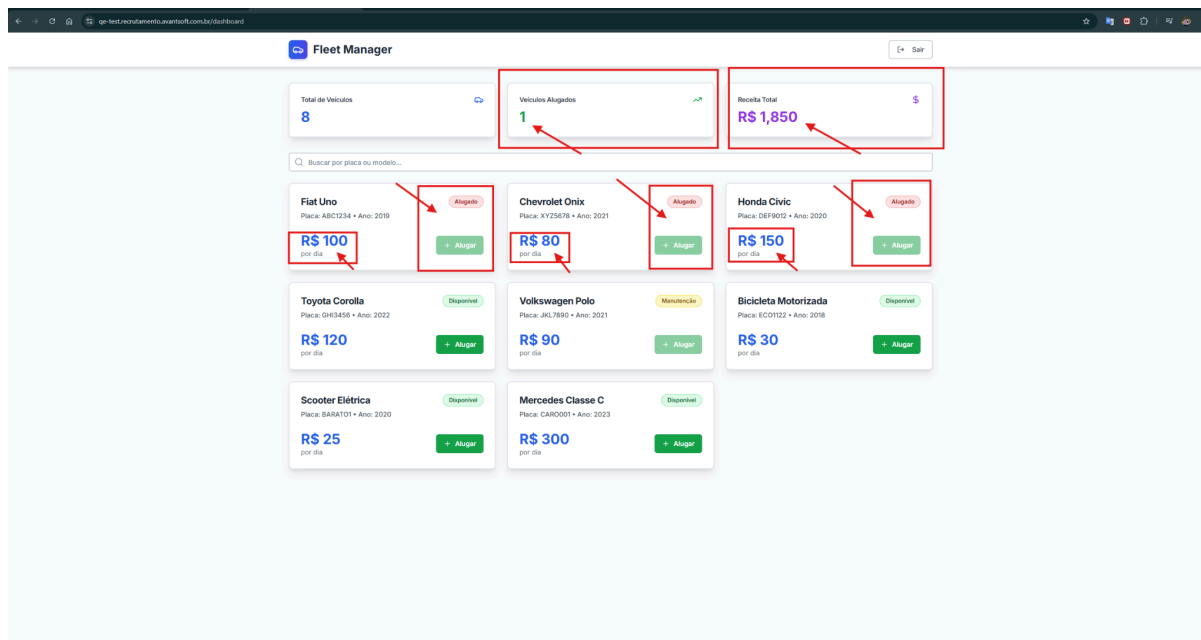 qe-test.recrutamento.avantsoft.com.br/dashboard
Fleet Manager
Sair
Total de Veículos
8
Veículos Alugados
1
Receita Total
R$ 1,850
Buscar por placa ou modelo...
Fiat Uno
Alugado
Placa: ABC1234 • Ano: 2019
R$ 100
por dia
+ Alugar
Chevrolet Onix
Alugado
Placa: XYZ5678 • Ano: 2021
R$ 80
por dia
+ Alugar
Honda Civic
Alugado
Placa: DEF9012 • Ano: 2020
R$ 150
por dia
+ Alugar
Toyota Corolla
Disponível
Placa: GHI3456 • Ano: 2022
R$ 120
por dia
+ Alugar
Volkswagen Polo
Manutenção
Placa: JKL7890 • Ano: 2021
R$ 90
por dia
+ Alugar
Bicicleta Motorizada
Disponível
Placa: ECO1122 • Ano: 2018
R$ 30
por dia
+ Alugar
Scooter Elétrica
Disponível
Placa: BARATO1 • Ano: 2020
R$ 25
por dia
+ Alugar
Mercedes Classe C
Disponível
Placa: CARO001 • Ano: 2023
R$ 300
por dia
+ Alugar